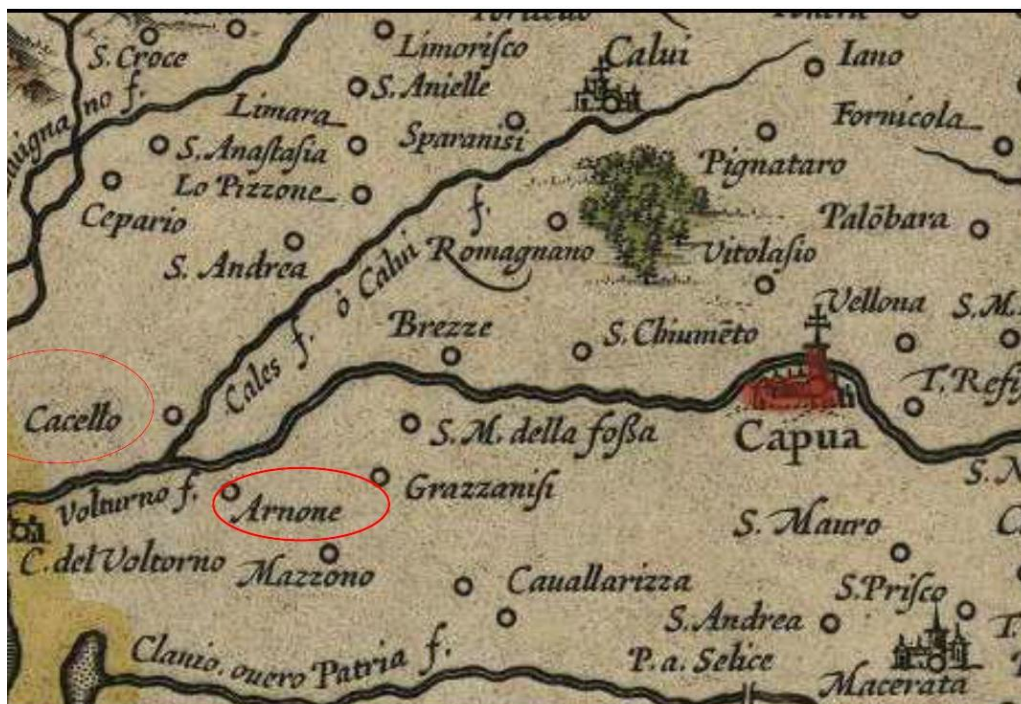 S. Croce
Limorisco
Calui
Iano
S. Anielle
Limara
Sparanisi
Fornicola
S. Anastasia
Pignataro
Lo Pizzone
Cepario
Palõbara
S. Andrea
Romagnano
Vitolasio
Cales f. ò Calui f.
Brezze
S. Chiumẽto
Vellona
S. M.
Cacello
S. M. della foßa
Capua
Volturno f.
Arnone
Grazzanisi
S. Mauro
C. del Voltorno
Mazzono
Cauallarizza
S. Prisco
S. Andrea
Clanio, ouero Patria f.
P. a. Selice
Macerata